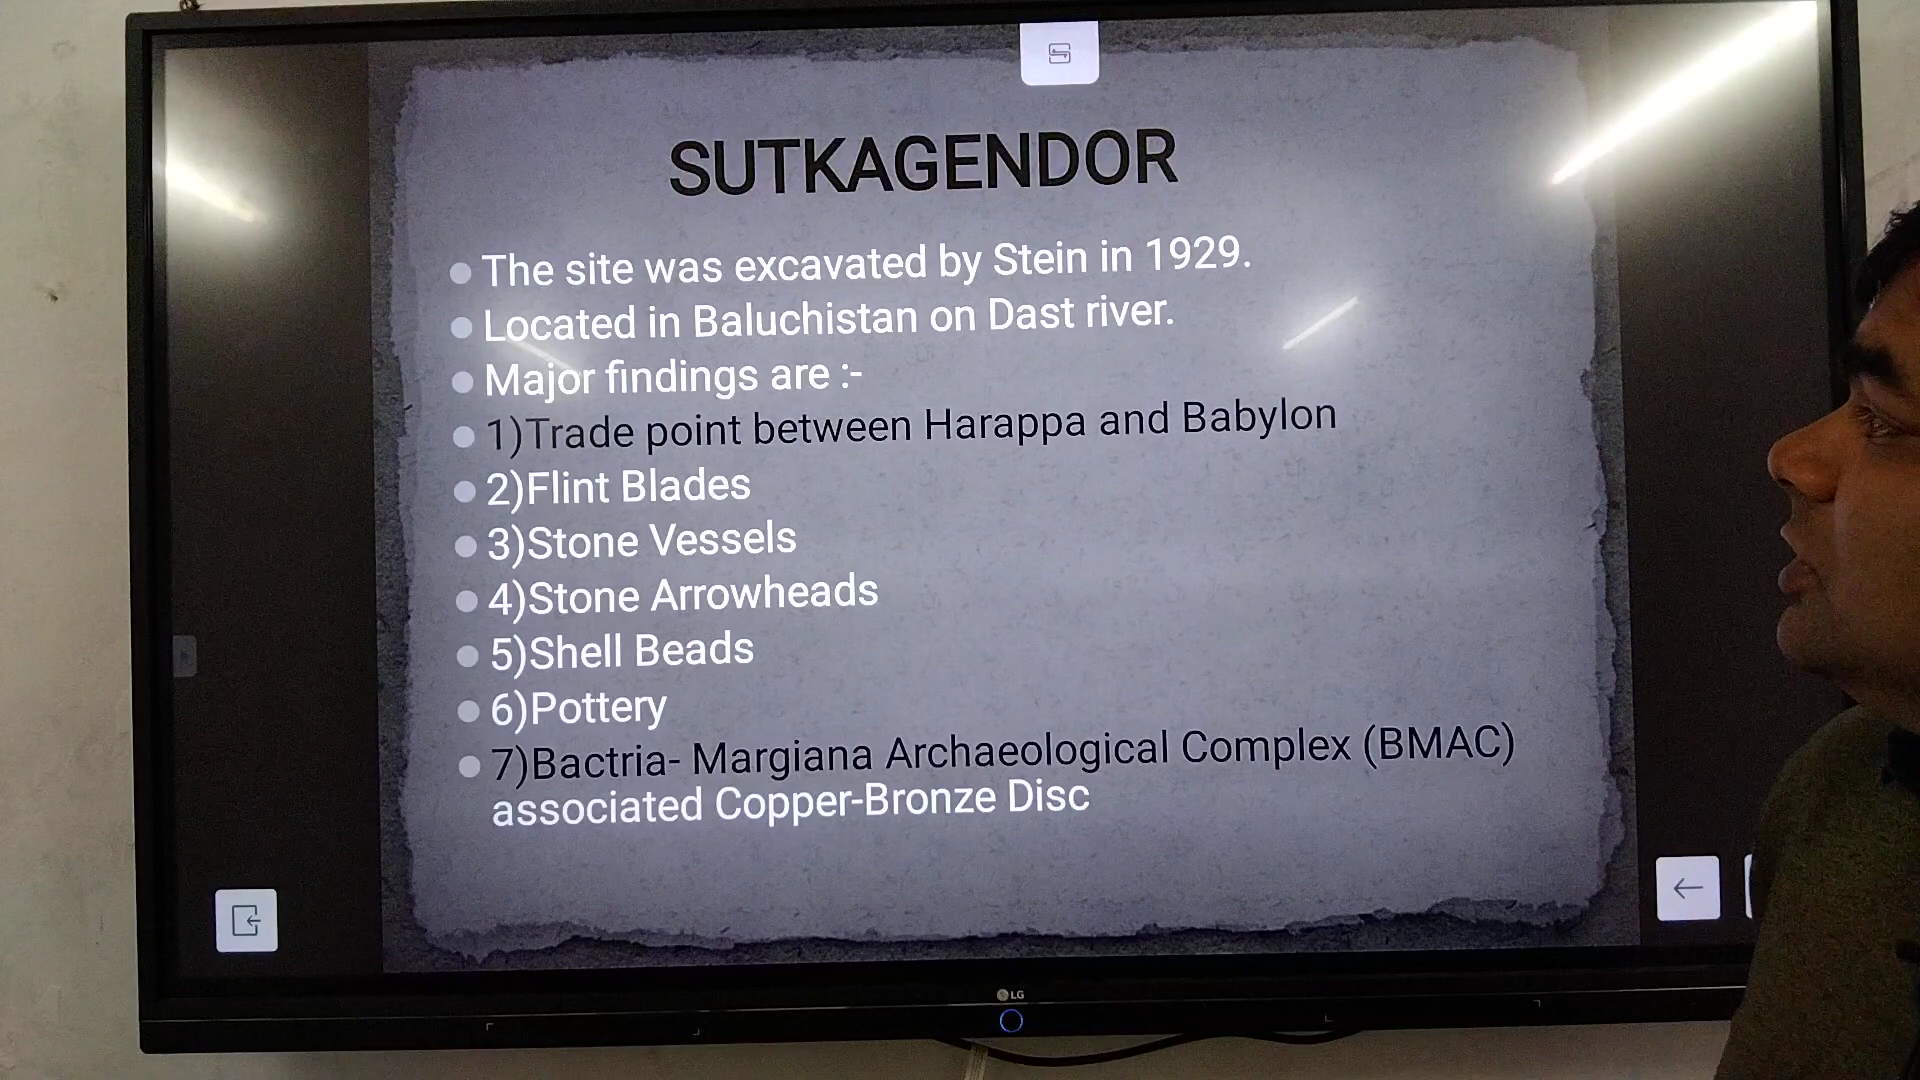 SUTKAGENDOR
The site was excavated by Stein in 1929.
Located in Baluchistan on Dast river.
Major findings are :-
1)Trade point between Harappa and Babylon
2)Flint Blades
3)Stone Vessels
4)Stone Arrowheads
5)Shell Beads
6)Pottery
7)Bactria- Margiana Archaeological Complex (BMAC)
associated Copper-Bronze Disc
LG